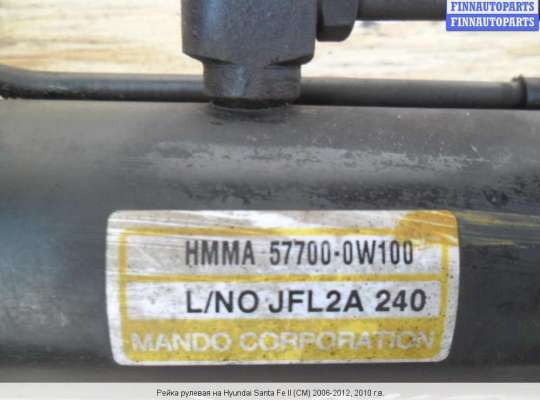 FINNAUTOPARTS
FINNAUTOPARTS
HMMA 57700-0W100
L/NO JFL2A 240
MANDO CORPORATION
Рейка рулевая на Hyundai Santa Fe II (CM) 2006-2012, 2010 г.в.